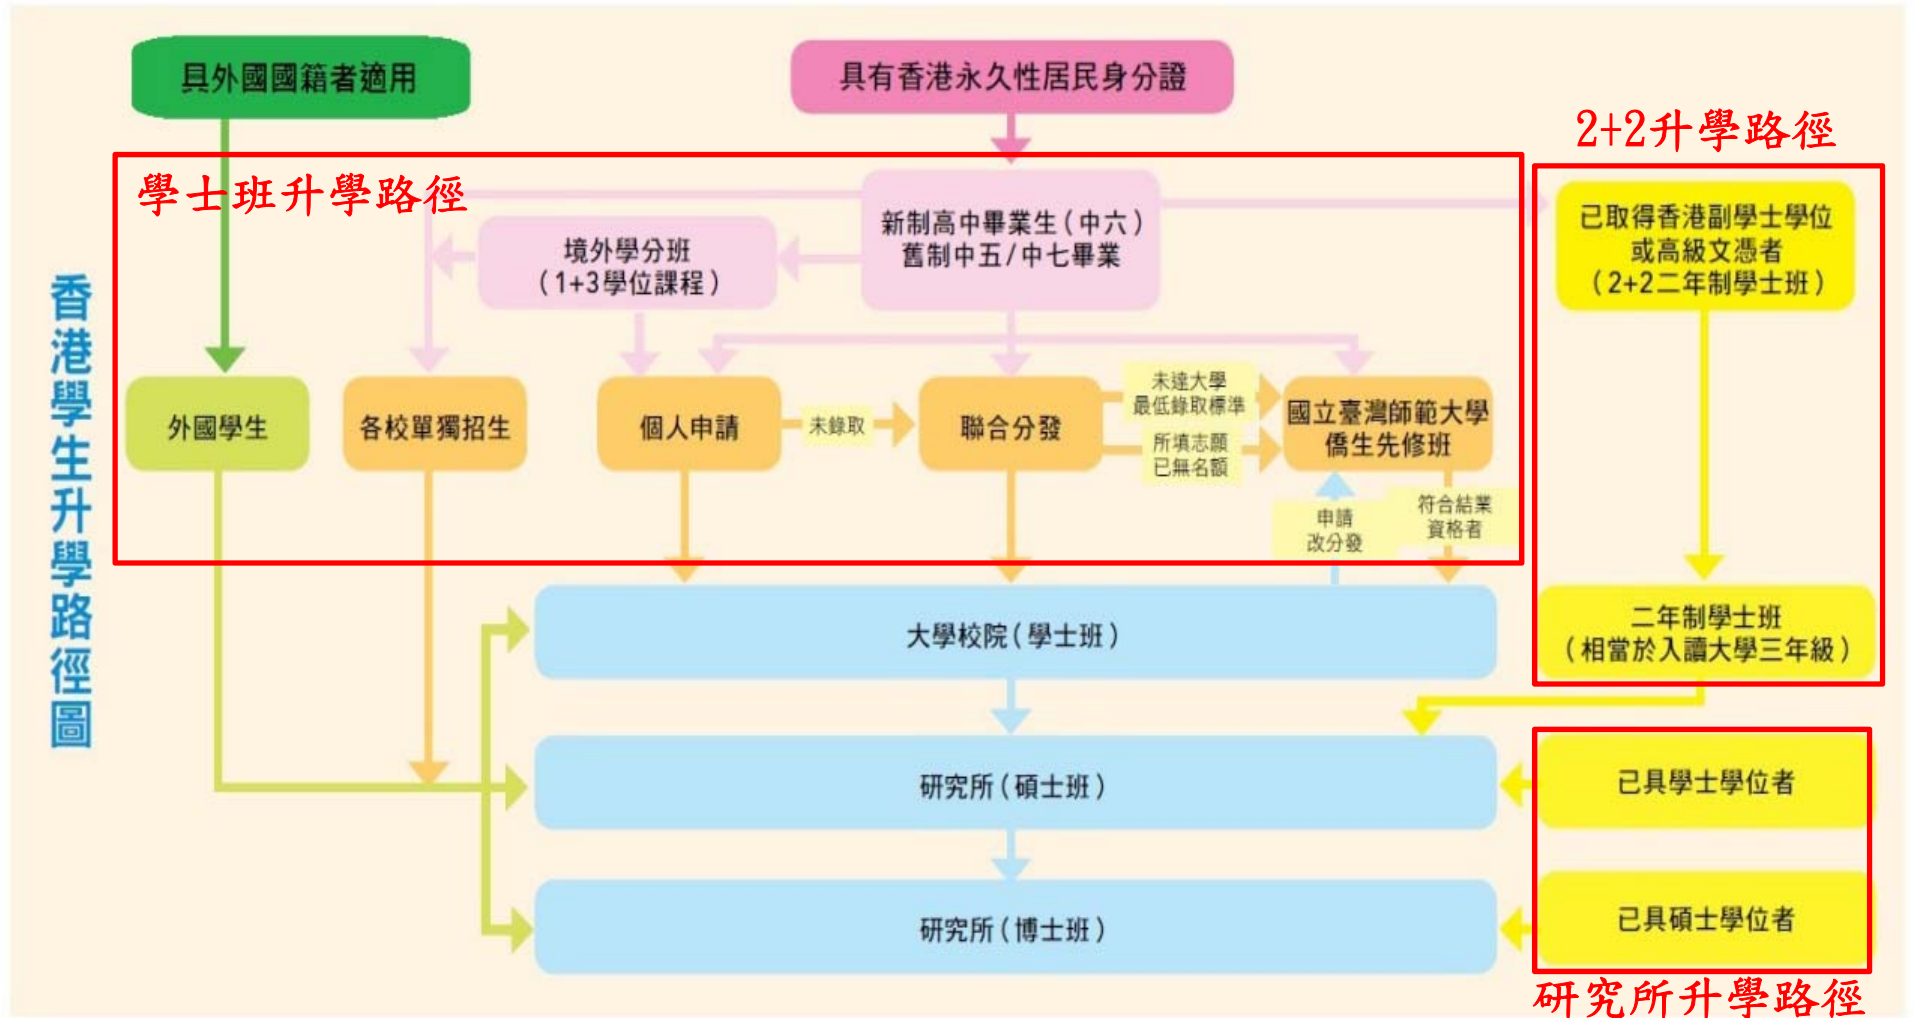 香港學生升學路徑圖
具外國國籍者適用
具有香港永久性居民身分證
2+2升學路徑
學士班升學路徑
新制高中畢業生(中六)
舊制中五/中七畢業
境外學分班
(1+3學位課程)
已取得香港副學士學位
或高級文憑者
(2+2二年制學士班)
外國學生
各校單獨招生
個人申請
未錄取
聯合分發
未達大學
最低錄取標準
所填志願
已無名額
國立臺灣師範大學
僑生先修班
申請
改分發
符合結業
資格者
大學校院(學士班)
二年制學士班
(相當於入讀大學三年級)
研究所(碩士班)
已具學士學位者
研究所(博士班)
已具碩士學位者
研究所升學路徑